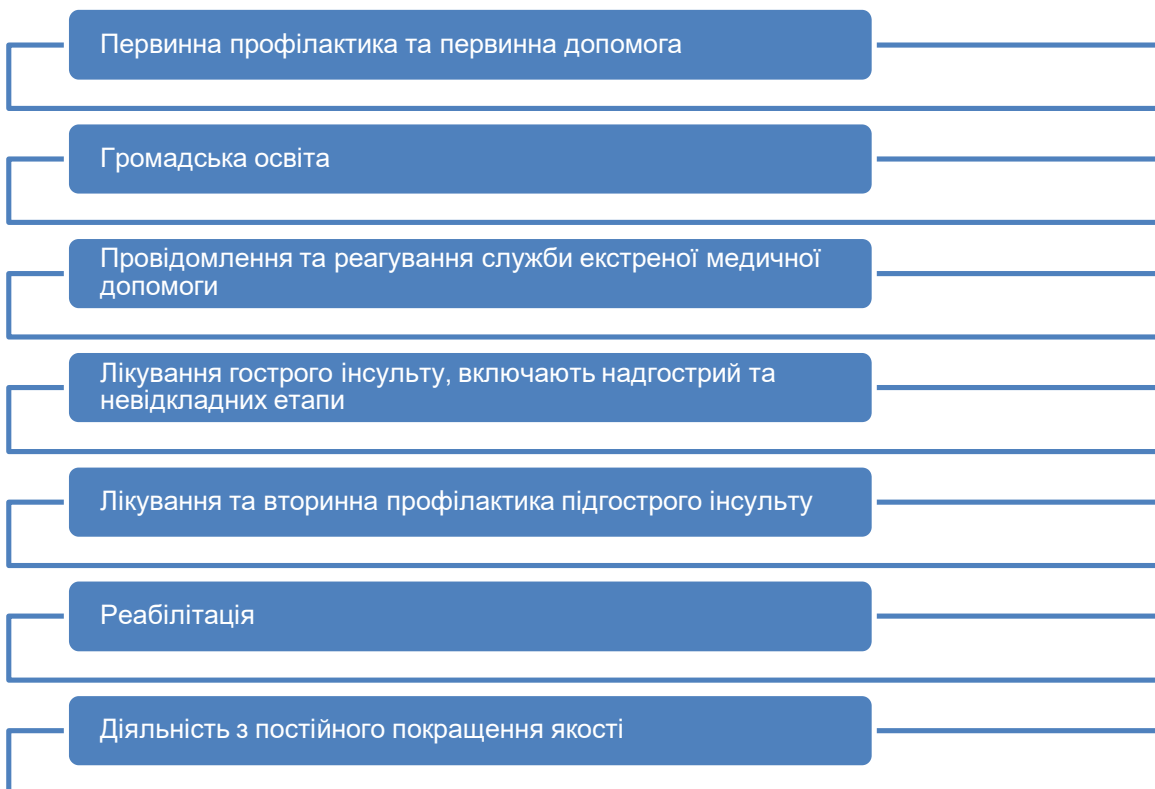 Первинна профілактика та первинна допомога
Громадська освіта
Провідомлення та реагування служби екстреної медичної
допомоги
Лікування гострого інсульту, включають надгострий та
невідкладних етапи
Лікування та вторинна профілактика підгострого інсульту
Реабілітація
Діяльність з постійного покращення якості